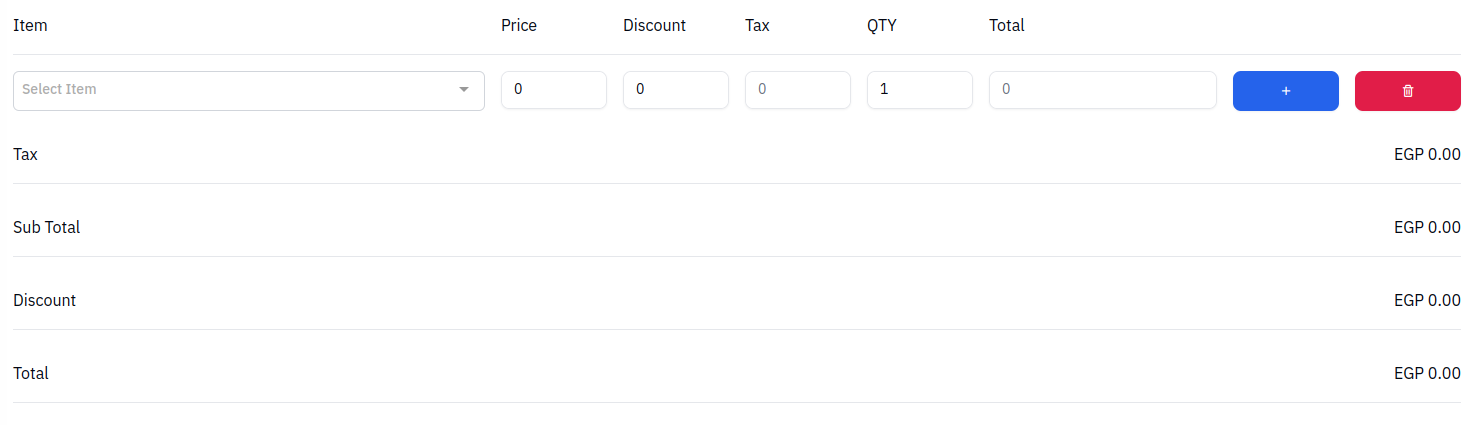 Item Price Discount Tax QTY Total
Select Item 0 0 0 1 0 +
Tax EGP 0.00
Sub Total EGP 0.00
Discount EGP 0.00
Total EGP 0.00